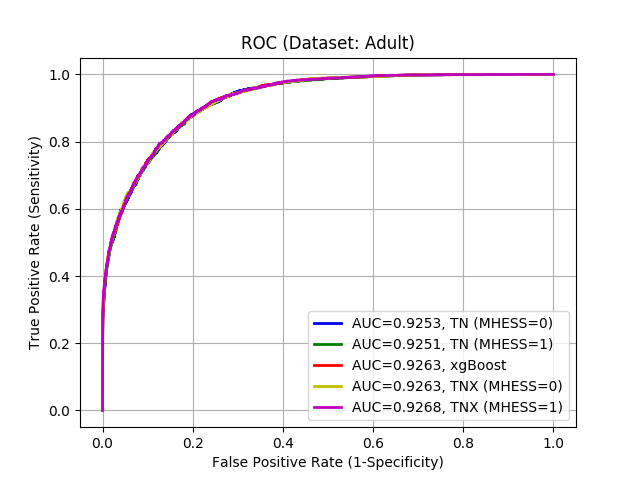 ROC (Dataset: Adult)
True Positive Rate (Sensitivity)
1.0
0.8
0.6
0.4
0.2
0.0
AUC=0.9253, TN (MHESS=0)
AUC=0.9251, TN (MHESS=1)
AUC=0.9263, xgBoost
AUC=0.9263, TNX (MHESS=0)
AUC=0.9268, TNX (MHESS=1)
0.0 0.2 0.4 0.6 0.8 1.0
False Positive Rate (1-Specificity)